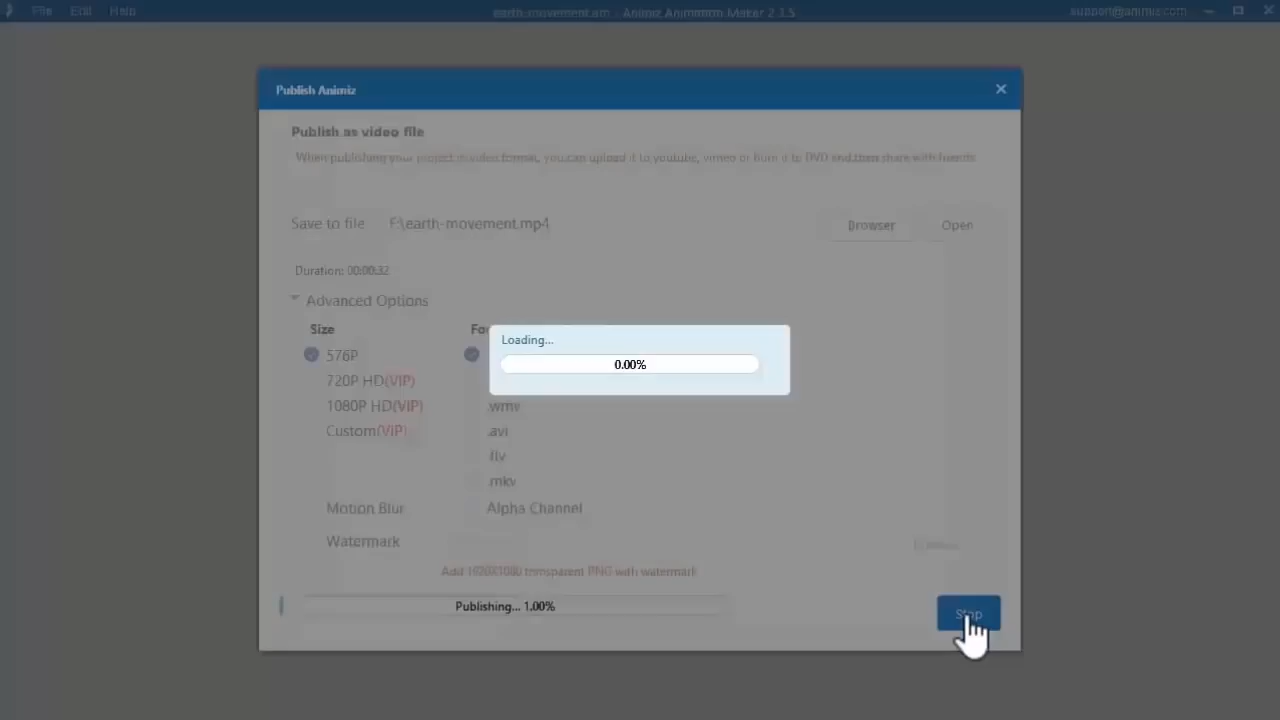 File Edit Help
earth-movement.am - Animiz Animation Maker 2.1.5
support@animiz.com
Publish Animiz
Publish as video file
When publishing your project in video format, you can upload it to youtube, vimeo or burn it to DVD and then share with friends
Save to file F:\earth-movement.mp4 Browser Open
Duration: 00:00:32
Advanced Options
Size
576P
720P HD(VIP)
1080P HD(VIP)
Custom(VIP)
Fo
Loading...
0.00%
.wmv
.avi
.flv
.mkv
Motion Blur Alpha Channel
Watermark
Add 1920X1080 transparent PNG with watermark
Publishing... 1.00%
Stop